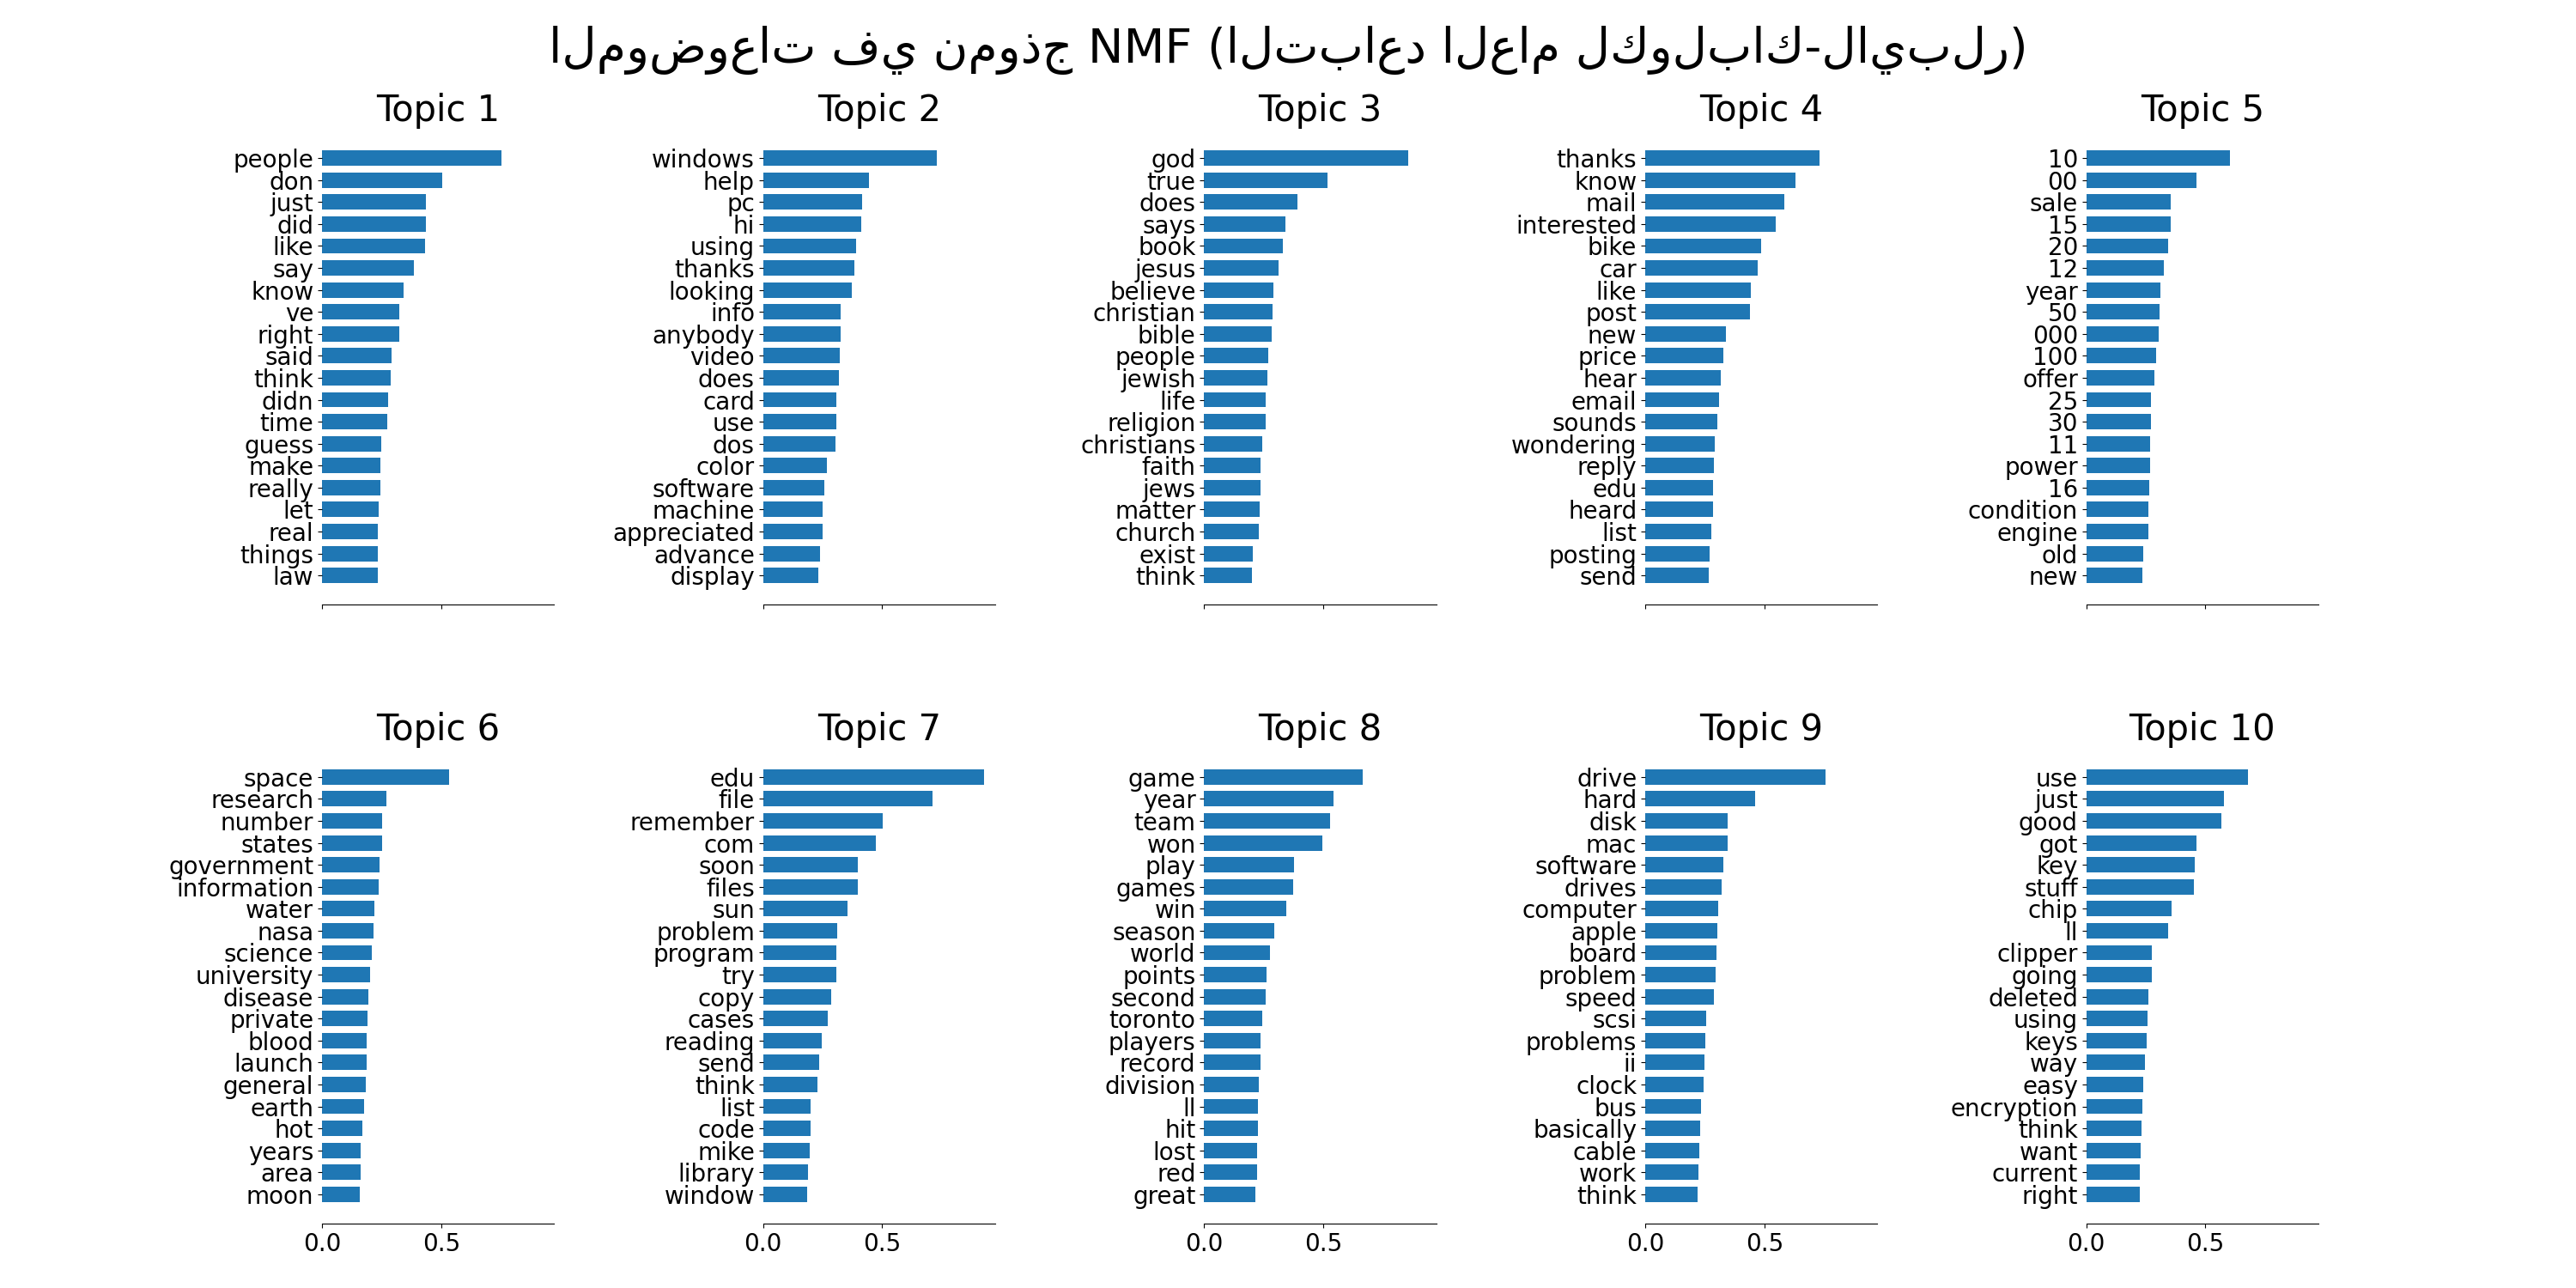 الموضوعات في نموذج NMF (التباعد العام لكولباك-لايبلر)
Topic 1
people
don
just
did
like
say
know
ve
right
said
think
didn
time
guess
make
really
let
real
things
law
Topic 2
windows
help
pc
hi
using
thanks
looking
info
anybody
video
does
card
use
dos
color
software
machine
appreciated
advance
display
Topic 3
god
true
does
says
book
jesus
believe
christian
bible
people
jewish
life
religion
christians
faith
jews
matter
church
exist
think
Topic 4
thanks
know
mail
interested
bike
car
like
post
new
price
hear
email
sounds
wondering
reply
edu
heard
list
posting
send
Topic 5
10
00
sale
15
20
12
year
50
000
100
offer
25
30
11
power
16
condition
engine
old
new
Topic 6
space
research
number
states
government
information
water
nasa
science
university
disease
private
blood
launch
general
earth
hot
years
area
moon
0.0 0.5
Topic 7
edu
file
remember
com
soon
files
sun
problem
program
try
copy
cases
reading
send
think
list
code
mike
library
window
0.0 0.5
Topic 8
game
year
team
won
play
games
win
season
world
points
second
toronto
players
record
division
ll
hit
lost
red
great
0.0 0.5
Topic 9
drive
hard
disk
mac
software
drives
computer
apple
board
problem
speed
scsi
problems
ii
clock
bus
basically
cable
work
think
0.0 0.5
Topic 10
use
just
good
got
key
stuff
chip
ll
clipper
going
deleted
using
keys
way
easy
encryption
think
want
current
right
0.0 0.5